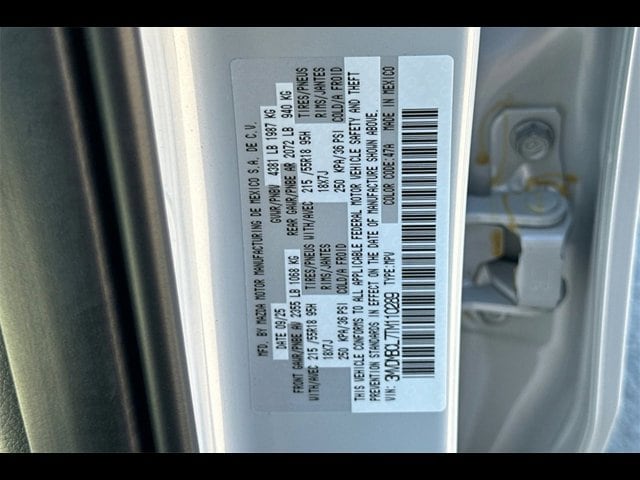 MFD. BY MAZDA MOTOR MANUFACTURING DE MEXICO S.A. DE C.V.
DATE 09/25 GVWR/PNBV 4381 LB 1987 KG
FRONT GAWR/PNBE AV 2355 LB 1068 KG REAR GAWR/PNBE AR 2072 LB 940 KG
WITH/AVEC 215 /55R18 95H TIRES/PNEUS WITH/AVEC 215 /55R18 95H TIRES/PNEUS
18X7J RIMS/JANTES 18X7J RIMS/JANTES
250 KPA/36 PSI COLD/A FROID 250 KPA/36 PSI COLD/A FROID
THIS VEHICLE CONFORMS TO ALL APPLICABLE FEDERAL MOTOR VEHICLE SAFETY AND THEFT
PREVENTION STANDARDS IN EFFECT ON THE DATE OF MANUFACTURE SHOWN ABOVE.
VIN: TYPE:MPV COLOR CODE:47A MADE IN MEXICO